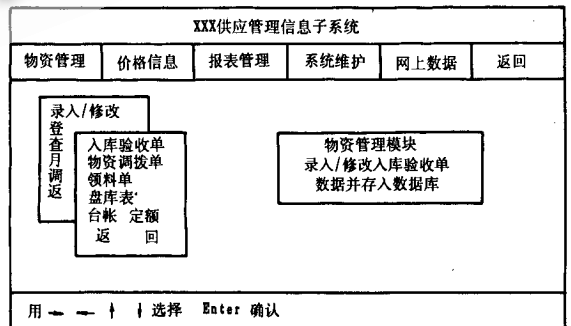 XXX供应管理信息子系统
物资管理 价格信息 报表管理 系统维护 网上数据 返回
录入/修改
登
查
月
调
返
入库验收单
物资调拨单
领料单
盘库表
台帐 定额
返 回
物资管理模块
录入/修改入库验收单
数据并存入数据库
用 ← → ↑ ↓ 选择 Enter 确认